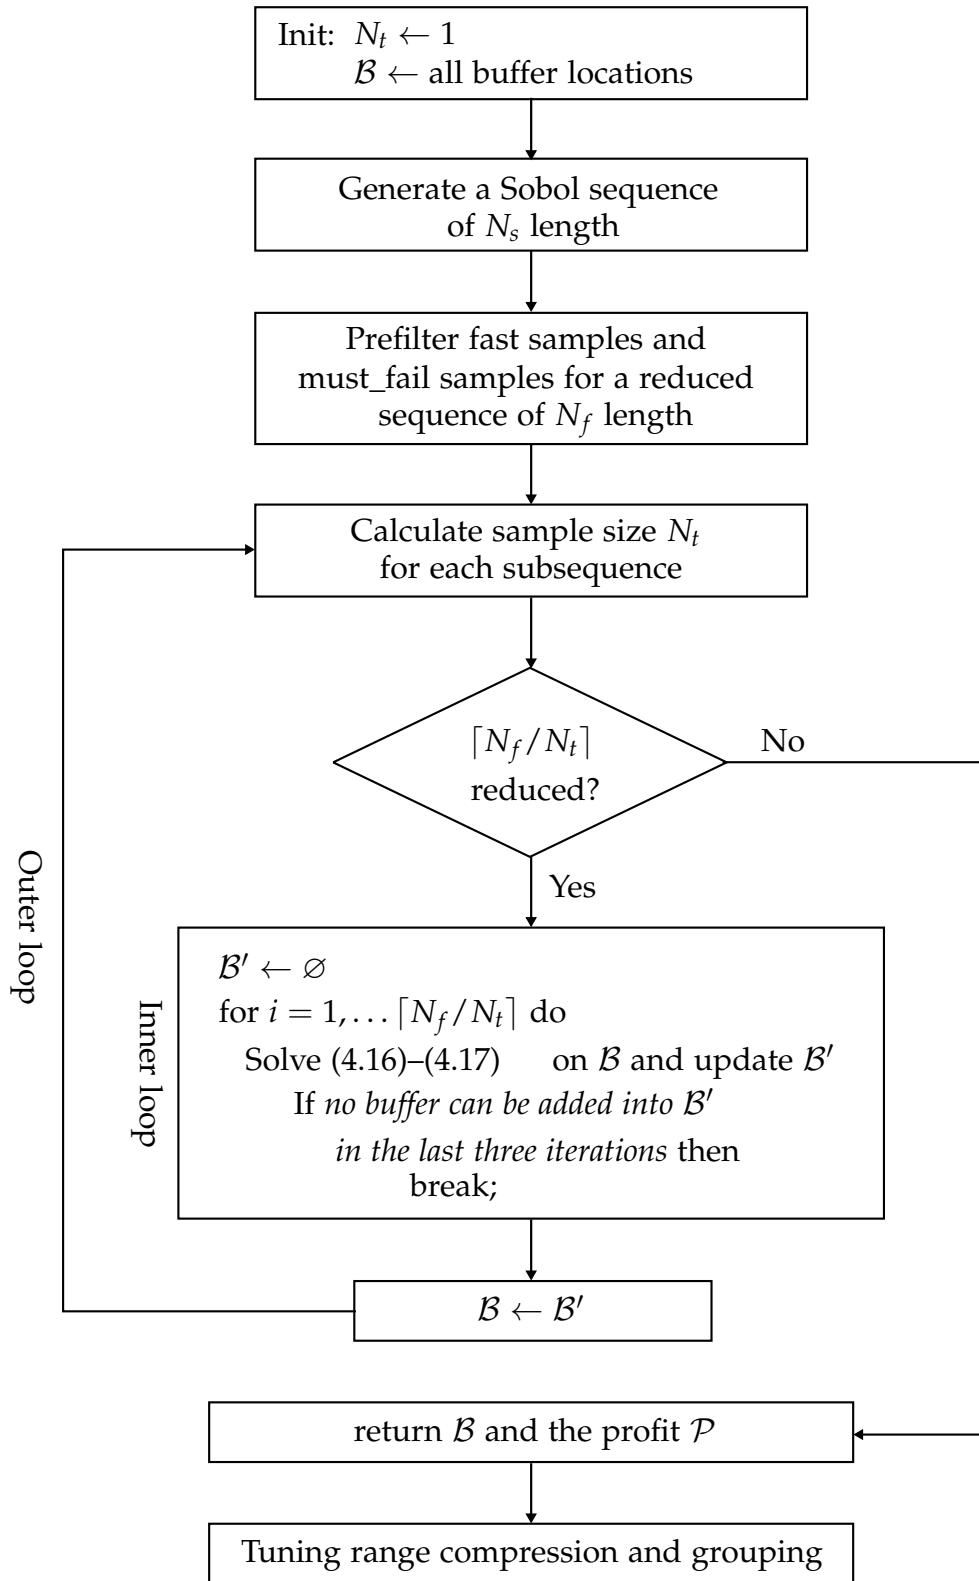 Init: N_t ← 1
ℬ ← all buffer locations
Generate a Sobol sequence
of N_s length
Prefilter fast samples and
must_fail samples for a reduced
sequence of N_f length
Calculate sample size N_t
for each subsequence
⌈N_f/N_t⌉
reduced?
No
Yes
Outer loop
Inner loop
ℬ′ ← ∅
for i = 1,... ⌈N_f/N_t⌉ do
Solve (4.16)–(4.17) on ℬ and update ℬ′
If no buffer can be added into ℬ′
in the last three iterations then
break;
ℬ ← ℬ′
return ℬ and the profit 𝒫
Tuning range compression and grouping